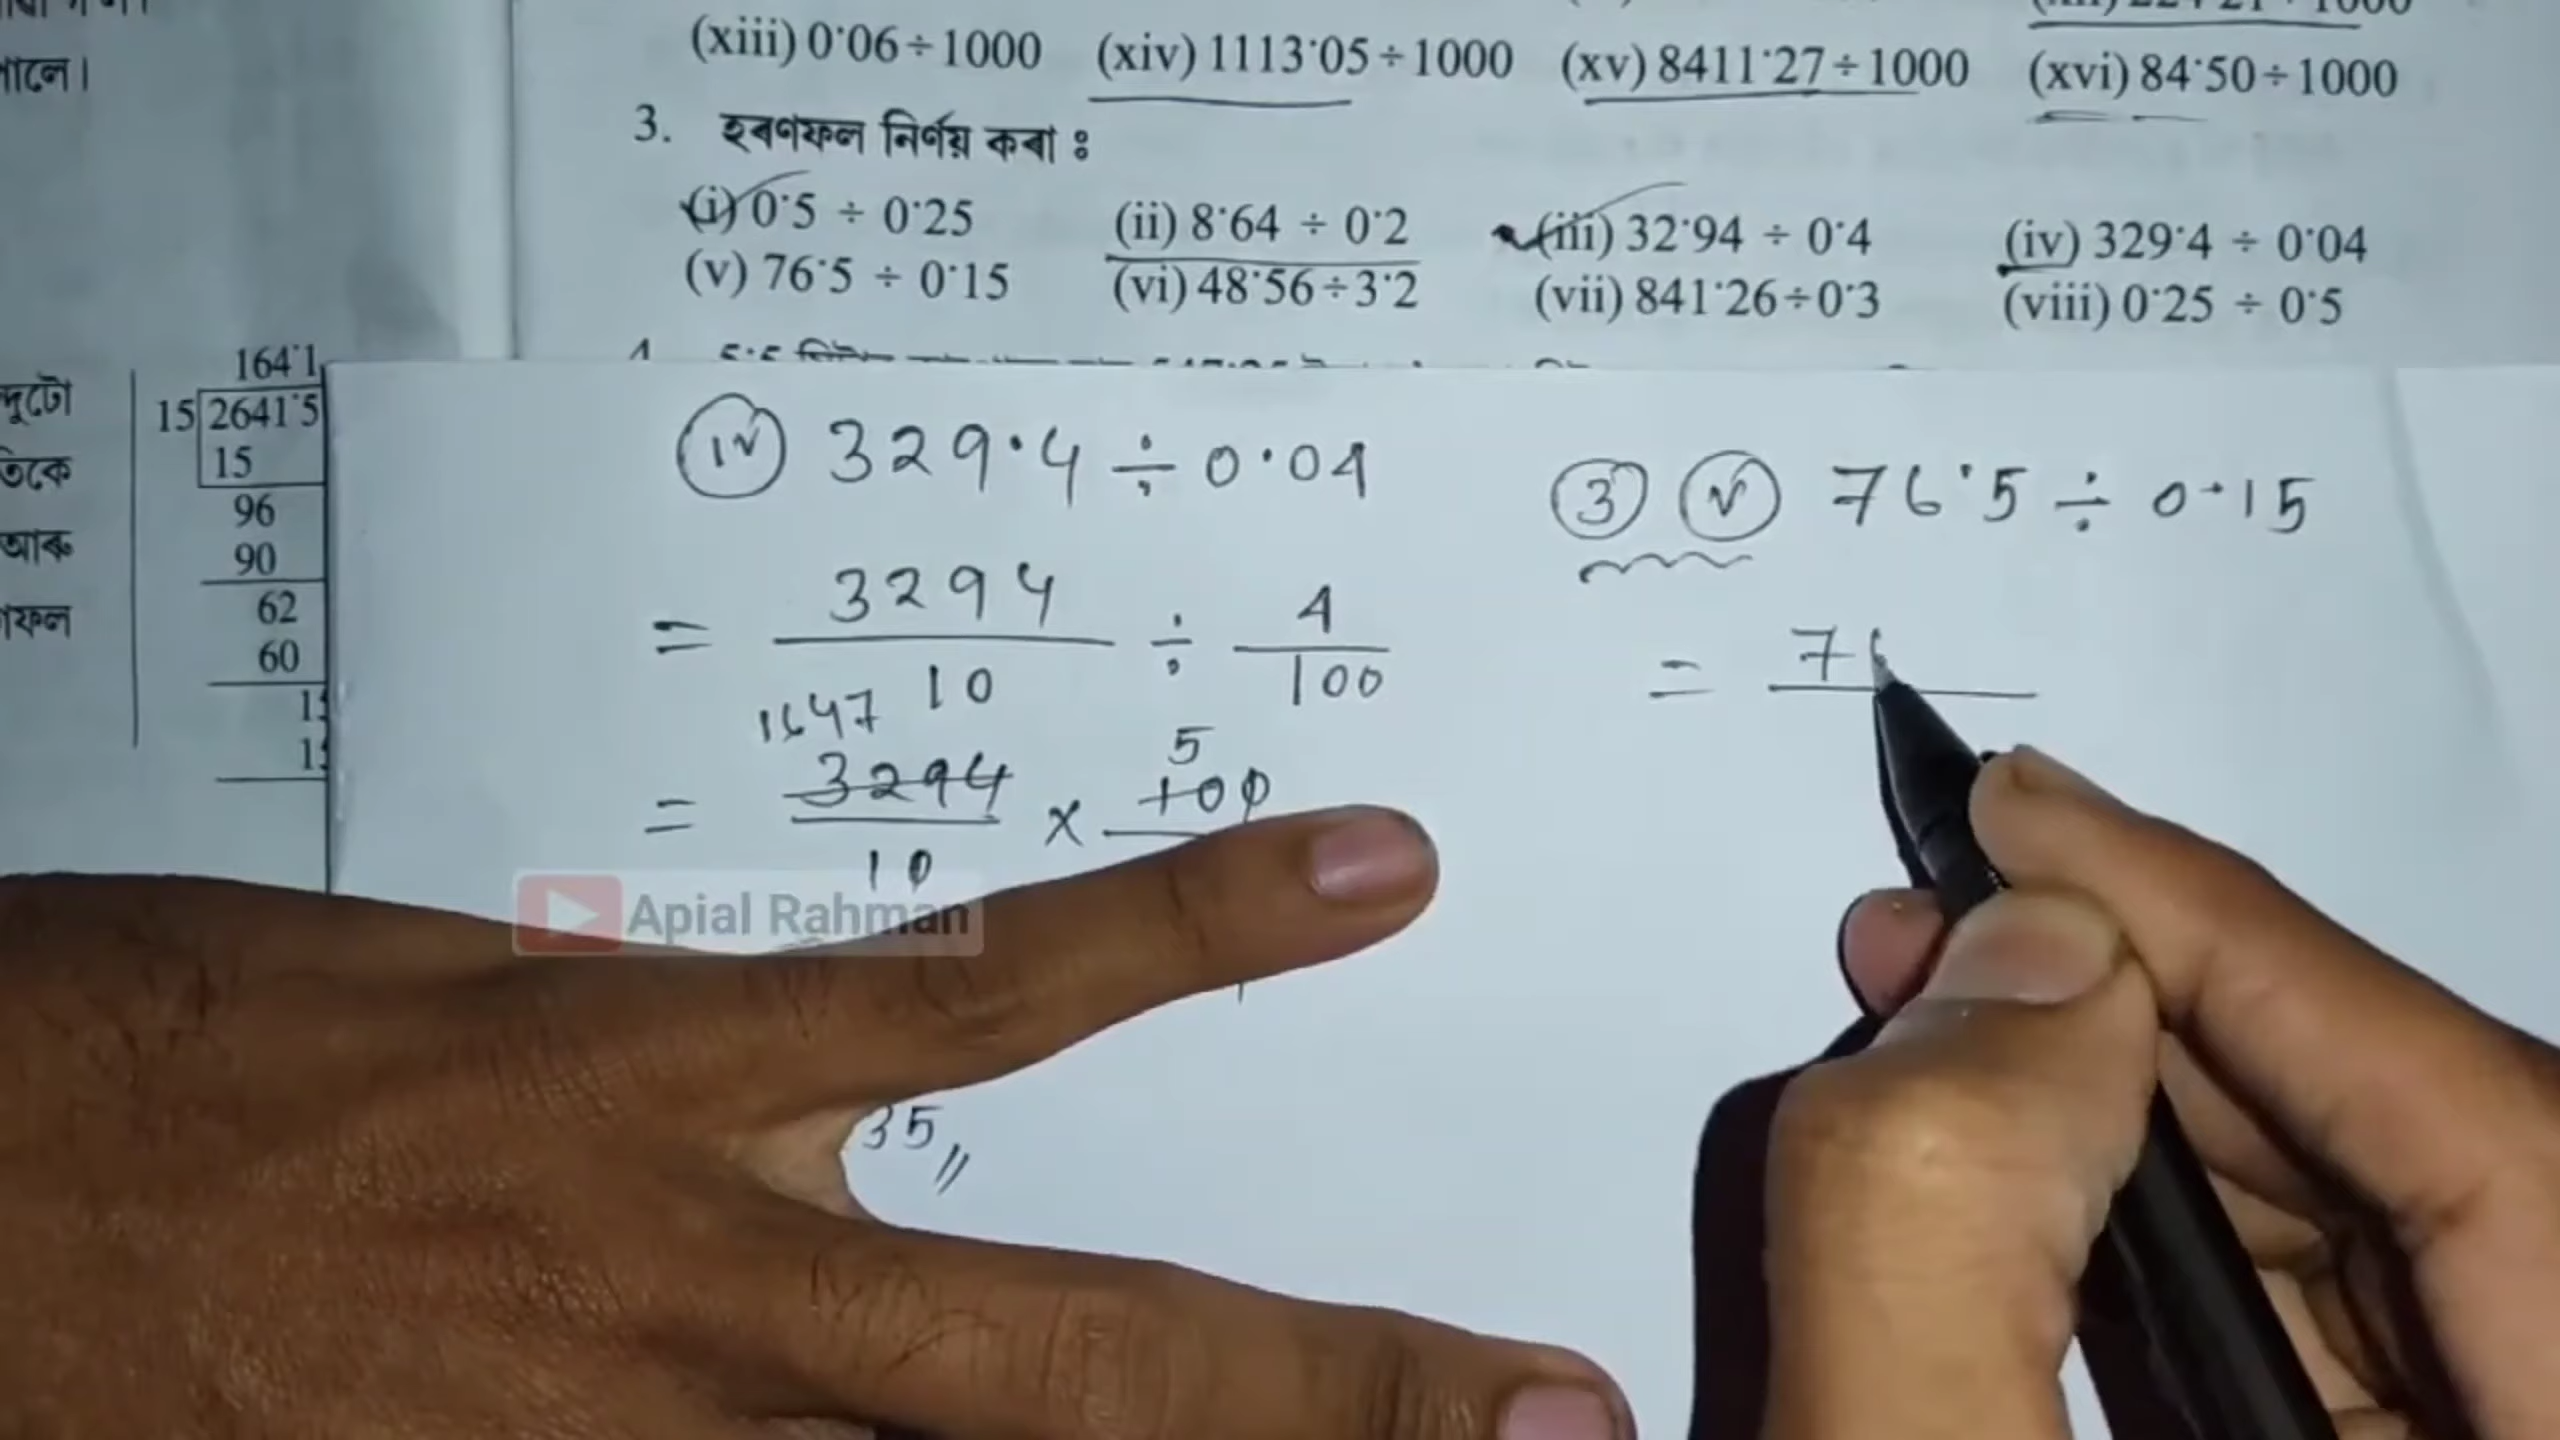 (xiii) 0·06÷1000 (xiv) 1113·05÷1000 (xv) 8411·27÷1000 (xvi) 84·50÷1000
3. হৰণফল নিৰ্ণয় কৰা ঃ
(i) 0·5 ÷ 0·25 (ii) 8·64 ÷ 0·2 (iii) 32·94 ÷ 0·4 (iv) 329·4 ÷ 0·04
(v) 76·5 ÷ 0·15 (vi) 48·56÷3·2 (vii) 841·26÷0·3 (viii) 0·25 ÷ 0·5
164·1
15 2641·5
15
96
90
62
60
দুটো
আৰু
iv 329·4 ÷ 0·04
= 3294/10 ÷ 4/100
1647 5
= 3294/10 × 100
35
3 v 76·5 ÷ 0·15
= 76
Apial Rahman